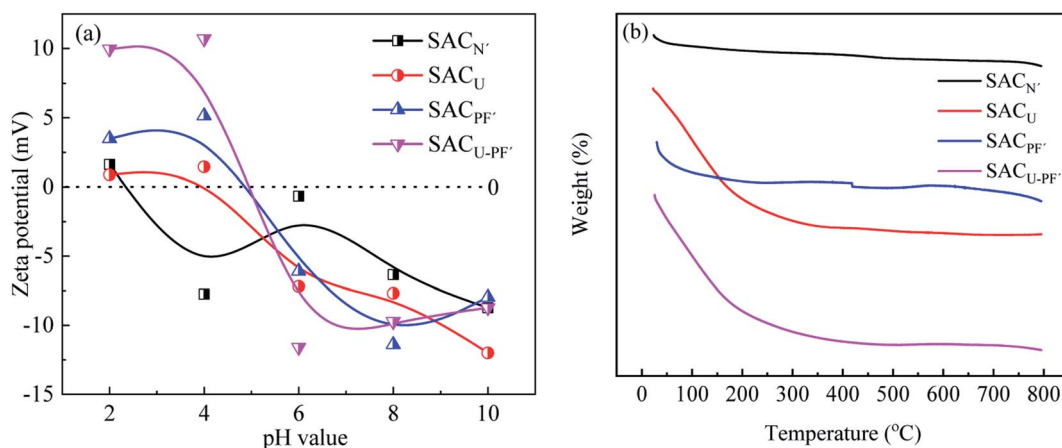 (a)
SAC_N′
SAC_U
SAC_PF′
SAC_U-PF′
10
5
0
-5
-10
-15
0
Zeta potential (mV)
2 4 6 8 10
pH value
(b)
SAC_N′
SAC_U
SAC_PF′
SAC_U-PF′
Weight (%)
0 100 200 300 400 500 600 700 800
Temperature (°C)